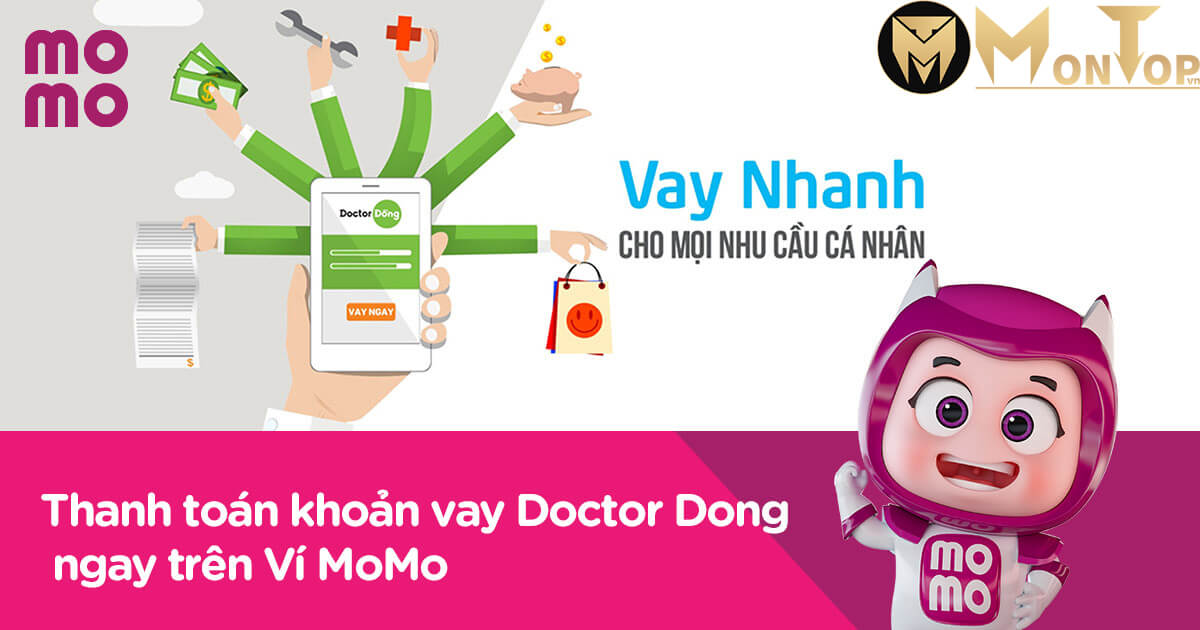 mo
mo
MonTop
.vn
Vay Nhanh
CHO MỌI NHU CẦU CÁ NHÂN
Doctor Đồng
VAY NGAY
$
Thanh toán khoản vay Doctor Dong
ngay trên Ví MoMo
mo
mo